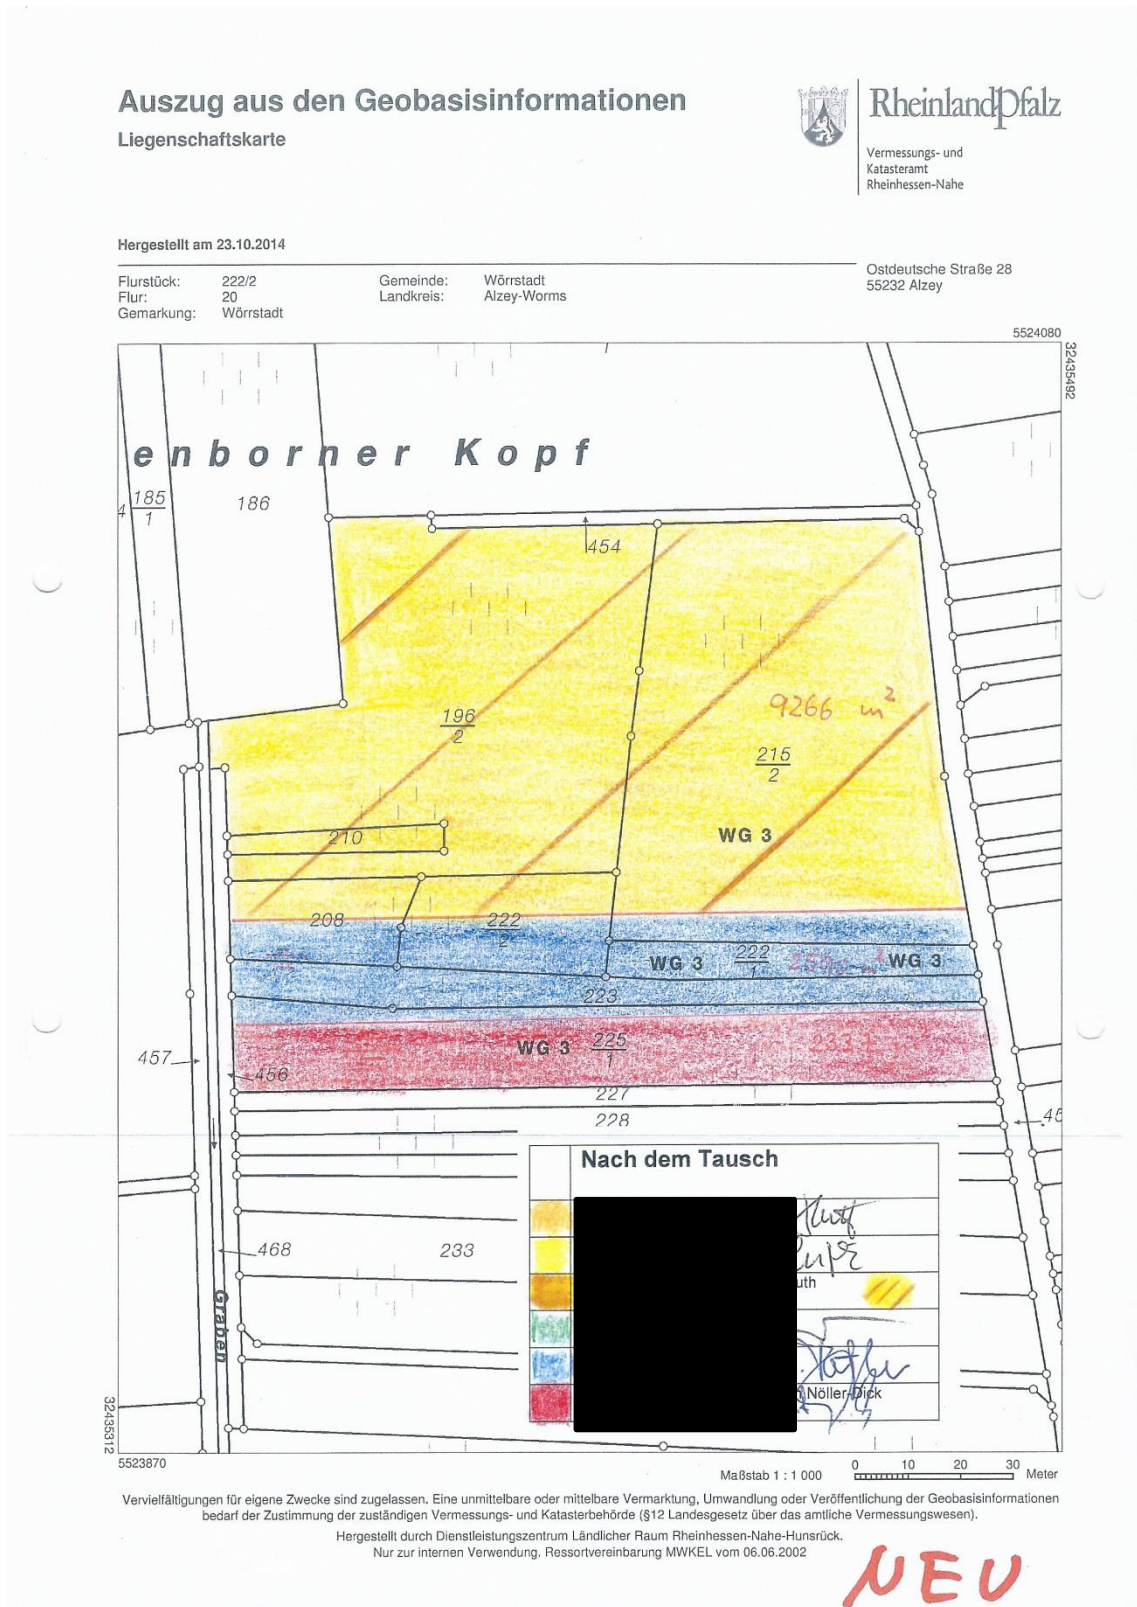 Auszug aus den Geobasisinformationen
Liegenschaftskarte
RheinlandPfalz
Vermessungs- und
Katasteramt
Rheinhessen-Nahe
Hergestellt am 23.10.2014
Flurstück: 222/2 Gemeinde: Wörrstadt
Flur: 20 Landkreis: Alzey-Worms
Gemarkung: Wörrstadt
Ostdeutsche Straße 28
55232 Alzey
5524080
32435492
enborner Kopf
4
185
1
186
454
196
2
9266 m²
215
2
WG 3
210
208
222
2
WG 3
222
1
WG 3
223
WG 3
225
1
233
457
456
227
228
45
Nach dem Tausch
uth
Nöller-Dick
468
233
Graben
32435312
5523870
Maßstab 1 : 1 000
0 10 20 30 Meter
Vervielfältigungen für eigene Zwecke sind zugelassen. Eine unmittelbare oder mittelbare Vermarktung, Umwandlung oder Veröffentlichung der Geobasisinformationen
bedarf der Zustimmung der zuständigen Vermessungs- und Katasterbehörde (§12 Landesgesetz über das amtliche Vermessungswesen).
Hergestellt durch Dienstleistungszentrum Ländlicher Raum Rheinhessen-Nahe-Hunsrück.
Nur zur internen Verwendung. Ressortvereinbarung MWKEL vom 06.06.2002
NEU